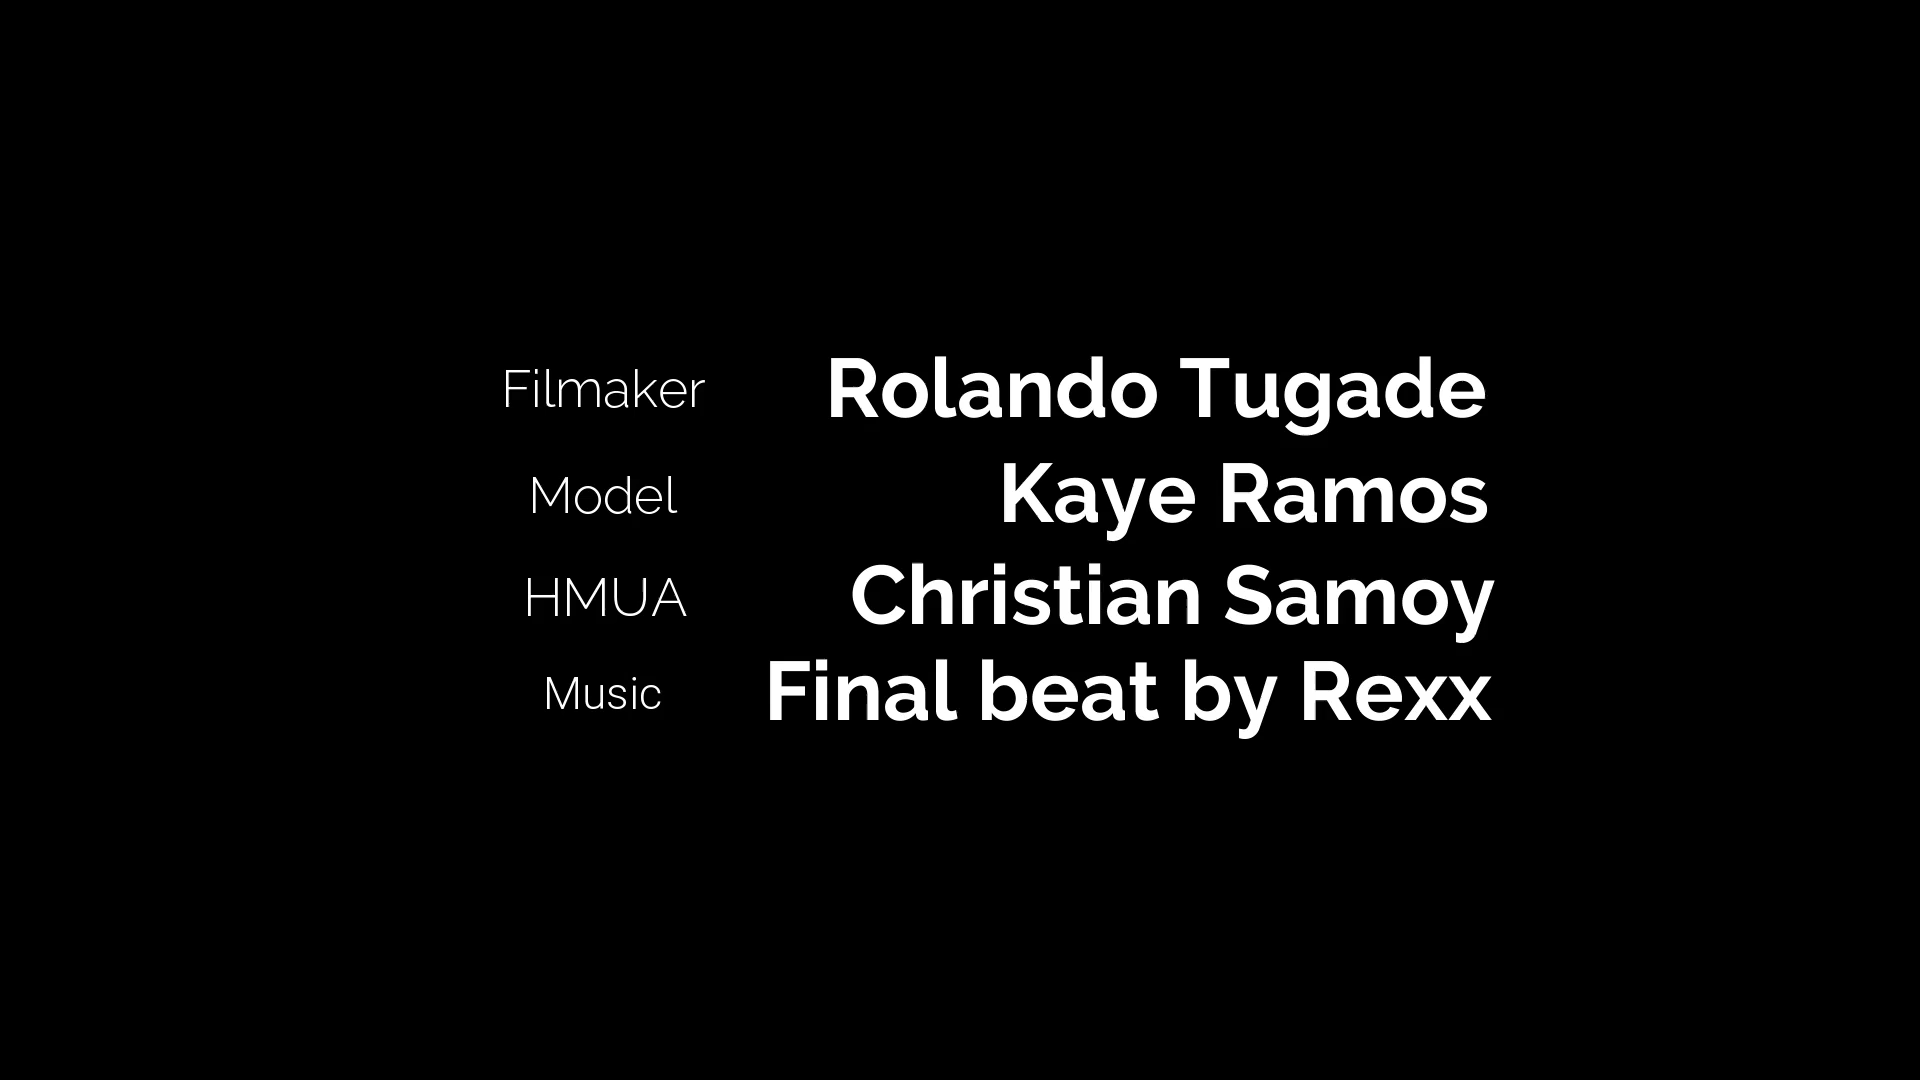 Filmaker Rolando Tugade
Model Kaye Ramos
HMUA Christian Samoy
Music Final beat by Rexx